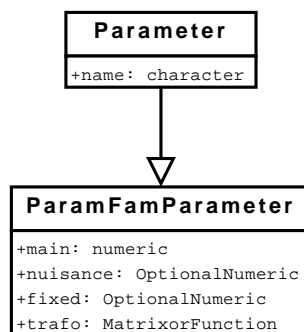 Parameter
+name: character
ParamFamParameter
+main: numeric
+nuisance: OptionalNumeric
+fixed: OptionalNumeric
+trafo: MatrixorFunction